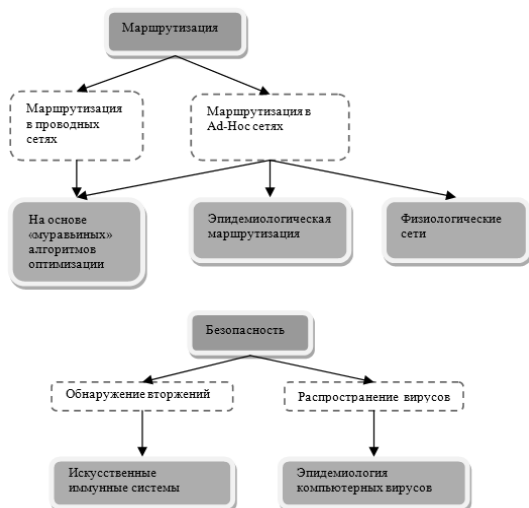 Маршрутизация
Маршрутизация
в проводных
сетях
Маршрутизация в
Ad-Hoc сетях
На основе
«муравьиных»
алгоритмов
оптимизации
Эпидемиологическая
маршрутизация
Физиологические
сети
Безопасность
Обнаружение вторжений
Распространение вирусов
Искусственные
иммунные системы
Эпидемиология
компьютерных вирусов